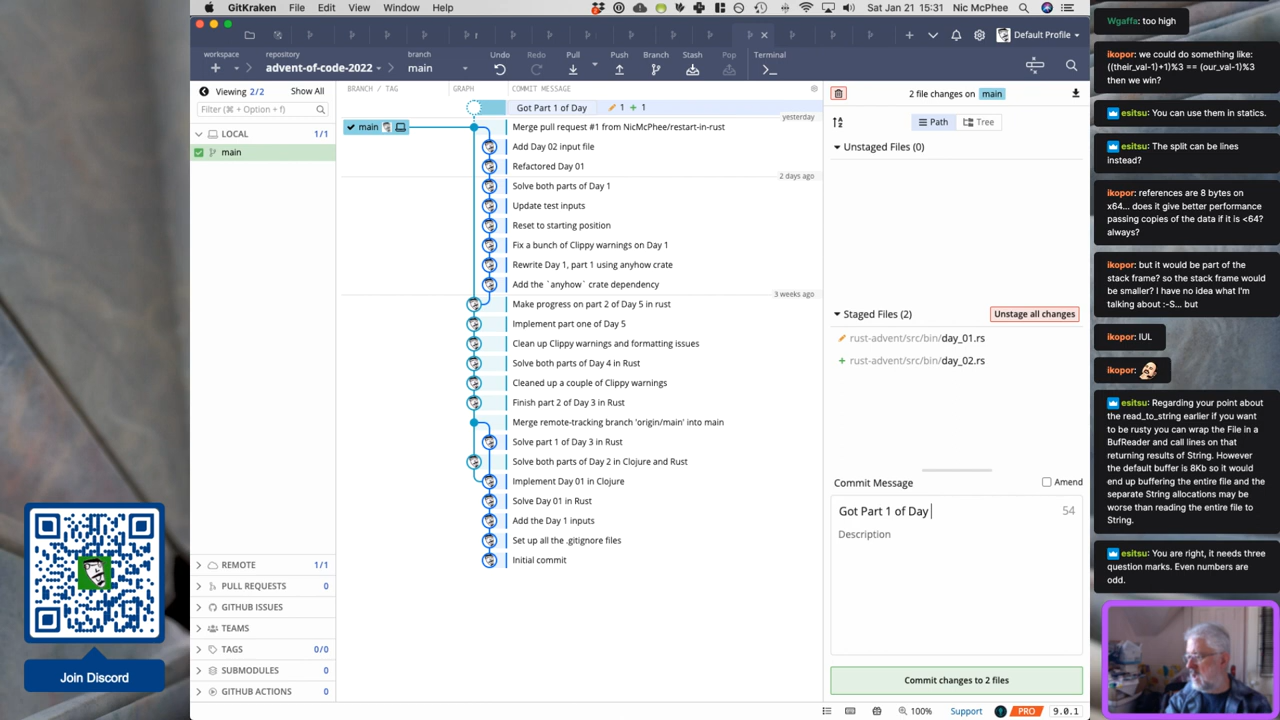 GitKraken File Edit View Window Help
Sat Jan 21 15:31 Nic McPhee
Default Profile
workspace
repository
advent-of-code-2022
branch
main
Undo
Redo
Pull
Push
Branch
Stash
Pop
Terminal
Viewing 2/2 Show All
Filter (⌘ + Option + f)
LOCAL 1/1
main
REMOTE 1/1
PULL REQUESTS 0
GITHUB ISSUES
TEAMS
TAGS 0/0
SUBMODULES 0
GITHUB ACTIONS 0
BRANCH / TAG GRAPH COMMIT MESSAGE
Got Part 1 of Day 1 + 1
yesterday
main Merge pull request #1 from NicMcPhee/restart-in-rust
Add Day 02 input file
Refactored Day 01
2 days ago
Solve both parts of Day 1
Update test inputs
Reset to starting position
Fix a bunch of Clippy warnings on Day 1
Rewrite Day 1, part 1 using anyhow crate
Add the `anyhow` crate dependency
3 weeks ago
Make progress on part 2 of Day 5 in rust
Implement part one of Day 5
Clean up Clippy warnings and formatting issues
Solve both parts of Day 4 in Rust
Cleaned up a couple of Clippy warnings
Finish part 2 of Day 3 in Rust
Merge remote-tracking branch 'origin/main' into main
Solve part 1 of Day 3 in Rust
Solve both parts of Day 2 in Clojure and Rust
Implement Day 01 in Clojure
Solve Day 01 in Rust
Add the Day 1 inputs
Set up all the .gitignore files
Initial commit
2 file changes on main
Path Tree
Unstaged Files (0)
Staged Files (2) Unstage all changes
rust-advent/src/bin/day_01.rs
rust-advent/src/bin/day_02.rs
Commit Message Amend
Got Part 1 of Day 54
Description
Commit changes to 2 files
100% Support PRO 9.0.1
Wgaffa: too high
ikopor: we could do something like:
((their_val-1)+1)%3 == (our_val-1)%3
then we win?
esitsu: You can use them in statics.
esitsu: The split can be lines
instead?
ikopor: references are 8 bytes on
x64... does it give better performance
passing copies of the data if it is <64?
always?
ikopor: but it would be part of the
stack frame? so the stack frame
would be smaller? I have no idea what I'm
talking about :-S... but
ikopor: lUL
ikopor:
esitsu: Regarding your point about
the read_to_string earlier if you want
to be rusty you can wrap the File in a
BufReader and call lines on that
returning results of String. However
the default buffer is 8Kb so it would
end up buffering the entire file and
the separate String allocations may be
worse than reading the entire file to
String.
esitsu: You are right, it needs three
question marks. Even numbers are
odd.
Join Discord